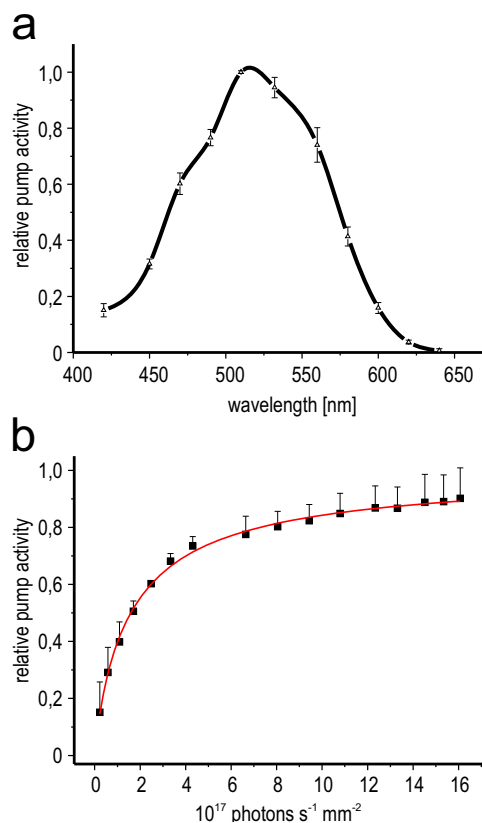 a
relative pump activity
1,0
0,8
0,6
0,4
0,2
0
400 450 500 550 600 650
wavelength [nm]
b
relative pump activity
1,0
0,8
0,6
0,4
0,2
0
0 2 4 6 8 10 12 14 16
10¹⁷ photons s⁻¹ mm⁻²